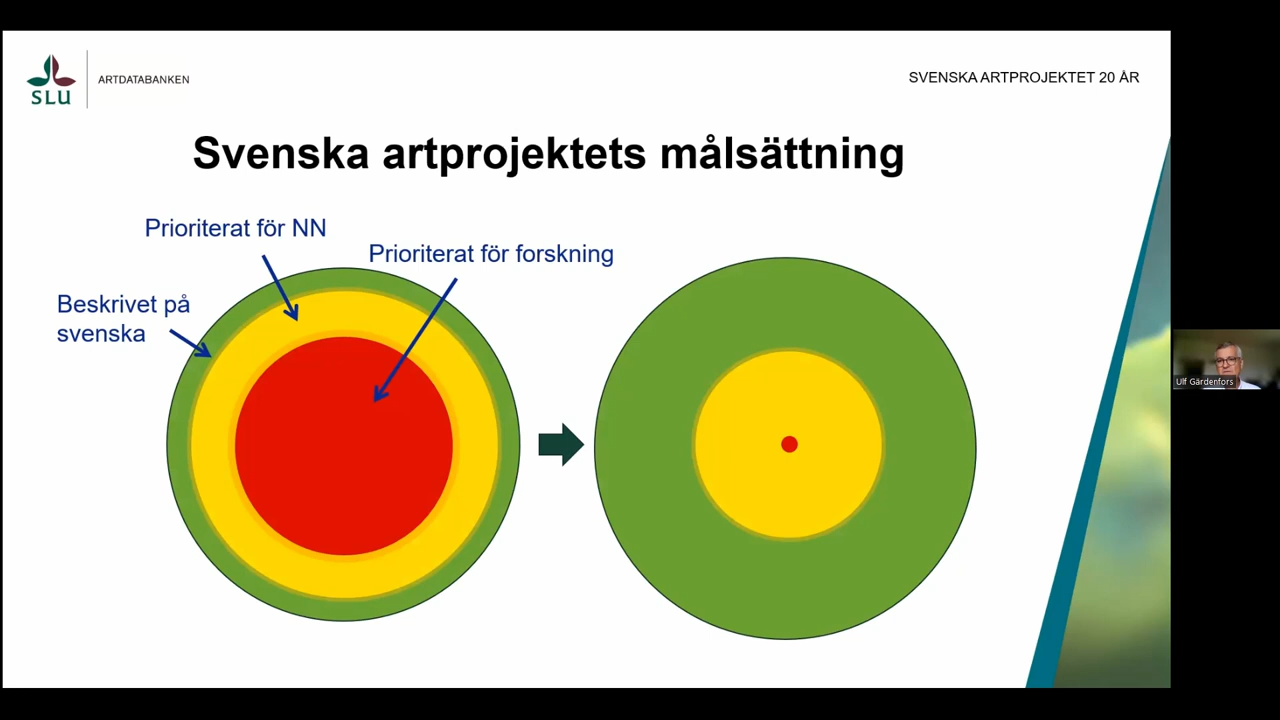 SLU
ARTDATABANKEN
SVENSKA ARTPROJEKTET 20 ÅR
Svenska artprojektets målsättning
Prioriterat för NN
Prioriterat för forskning
Beskrivet på
svenska
Ulf Gärdenfors